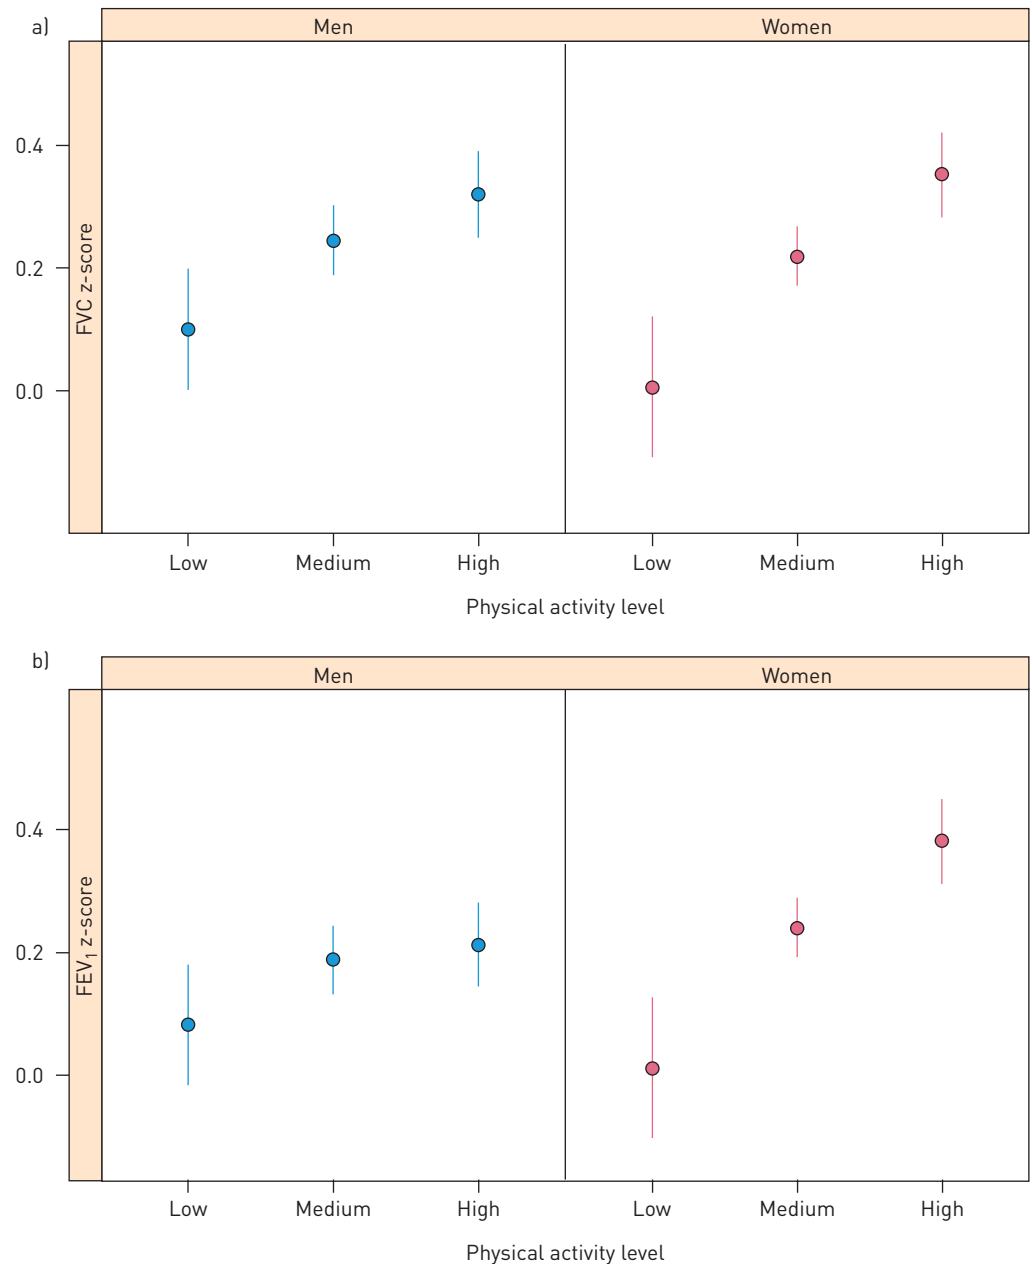 a)
Men
Women
FVC z-score
0.4
0.2
0.0
Low
Medium
High
Low
Medium
High
Physical activity level
b)
Men
Women
FEV₁ z-score
0.4
0.2
0.0
Low
Medium
High
Low
Medium
High
Physical activity level